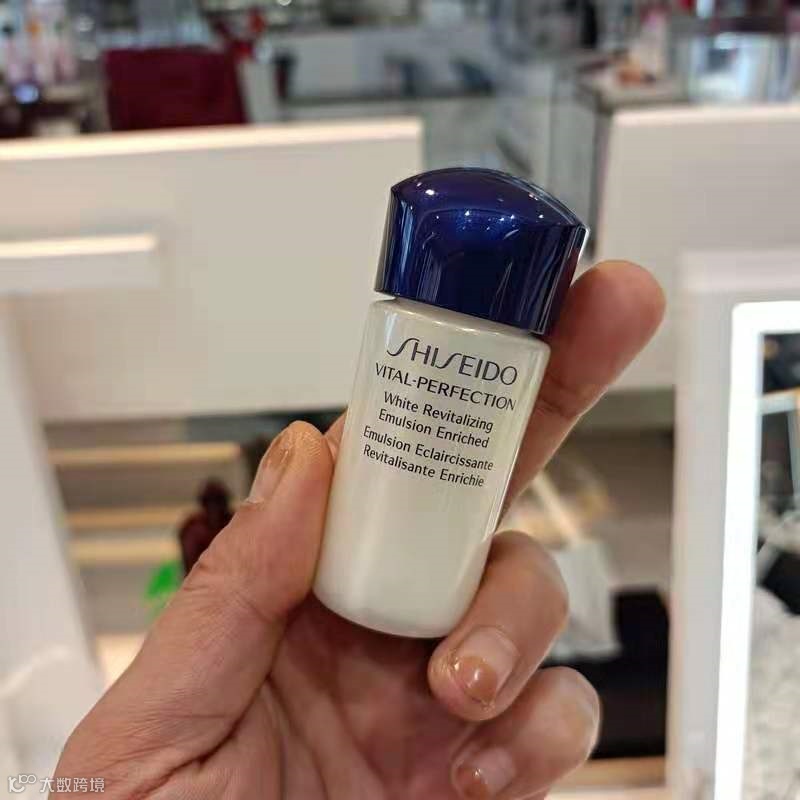 SHISEIDO
VITAL-PERFECTION
White Revitalizing
Emulsion Enriched
Emulsion Eclaircissante
Revitalisante Enrichie
大数跨境